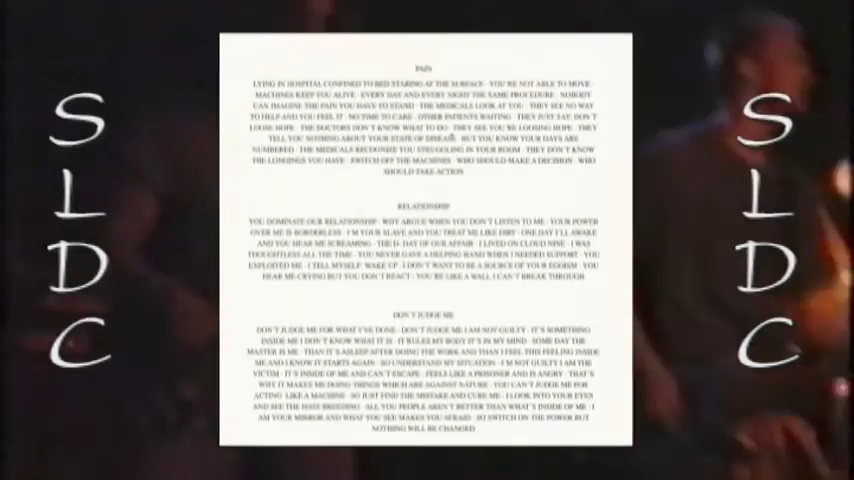 S
L
D
C
PAIN
LYING IN HOSPITAL CONFINED TO BED STARING AT THE SURFACE · YOU'RE NOT ABLE TO MOVE ·
MACHINES KEEP YOU ALIVE · EVERY DAY AND EVERY NIGHT THE SAME PROCEDURE · NOBODY
CAN IMAGINE THE PAIN YOU HAVE TO STAND · THE MEDICALS LOOK AT YOU · THEY SEE NO WAY
TO HELP AND YOU FEEL IT · NO TIME TO CARE · OTHER PATIENTS WAITING · THEY JUST SAY: DON'T
LOOSE HOPE · THE DOCTORS DON'T KNOW WHAT TO DO · THEY SEE YOU'RE LOOSING HOPE · THEY
TELL YOU NOTHING ABOUT YOUR STATE OF DISEASE · BUT YOU KNOW YOUR DAYS ARE
NUMBERED · THE MEDICALS RECOGNIZE YOU STRUGGLING IN YOUR ROOM · THEY DON'T KNOW
THE LONGINGS YOU HAVE · SWITCH OFF THE MACHINES · WHO SHOULD MAKE A DECISION · WHO
SHOULD TAKE ACTION
RELATIONSHIP
YOU DOMINATE OUR RELATIONSHIP · WHY ARGUE WHEN YOU DON'T LISTEN TO ME · YOUR POWER
OVER ME IS BORDERLESS · I'M YOUR SLAVE AND YOU TREAT ME LIKE DIRT · ONE DAY I'LL AWAKE
AND YOU HEAR ME SCREAMING · THE D-DAY OF OUR AFFAIR · I LIVED ON CLOUD NINE · I WAS
THOUGHTLESS ALL THE TIME · YOU NEVER GAVE A HELPING HAND WHEN I NEEDED SUPPORT · YOU
EXPLOITED ME · I TELL MYSELF: WAKE UP · I DON'T WANT TO BE A SOURCE OF YOUR EGOISM · YOU
HEAR ME CRYING BUT YOU DON'T REACT · YOU'RE LIKE A WALL I CAN'T BREAK THROUGH
DON'T JUDGE ME
DON'T JUDGE ME FOR WHAT I'VE DONE · DON'T JUDGE ME I AM NOT GUILTY · IT'S SOMETHING
INSIDE ME I DON'T KNOW WHAT IT IS · IT RULES MY BODY IT'S IN MY MIND · SOME DAY THE
MASTER IS ME · THAN IT'S ASLEEP AFTER DOING THE WORK AND THAN I FEEL THIS FEELING INSIDE
ME AND I KNOW IT STARTS AGAIN · SO UNDERSTAND MY SITUATION · I'M NOT GUILTY I AM THE
VICTIM · IT'S INSIDE OF ME AND CAN'T ESCAPE · FEELS LIKE A PRISONER AND IS ANGRY · THAT'S
WHY IT MAKES ME DOING THINGS WHICH ARE AGAINST NATURE · YOU CAN'T JUDGE ME FOR
ACTING LIKE A MACHINE · SO JUST FIND THE MISTAKE AND CURE ME · I LOOK INTO YOUR EYES
AND SEE THE HATE BREEDING · ALL YOU PEOPLE AREN'T BETTER THAN WHAT'S INSIDE OF ME · I
AM YOUR MIRROR AND WHAT YOU SEE MAKES YOU AFRAID · SO SWITCH ON THE POWER BUT
NOTHING WILL BE CHANGED
S
L
D
C